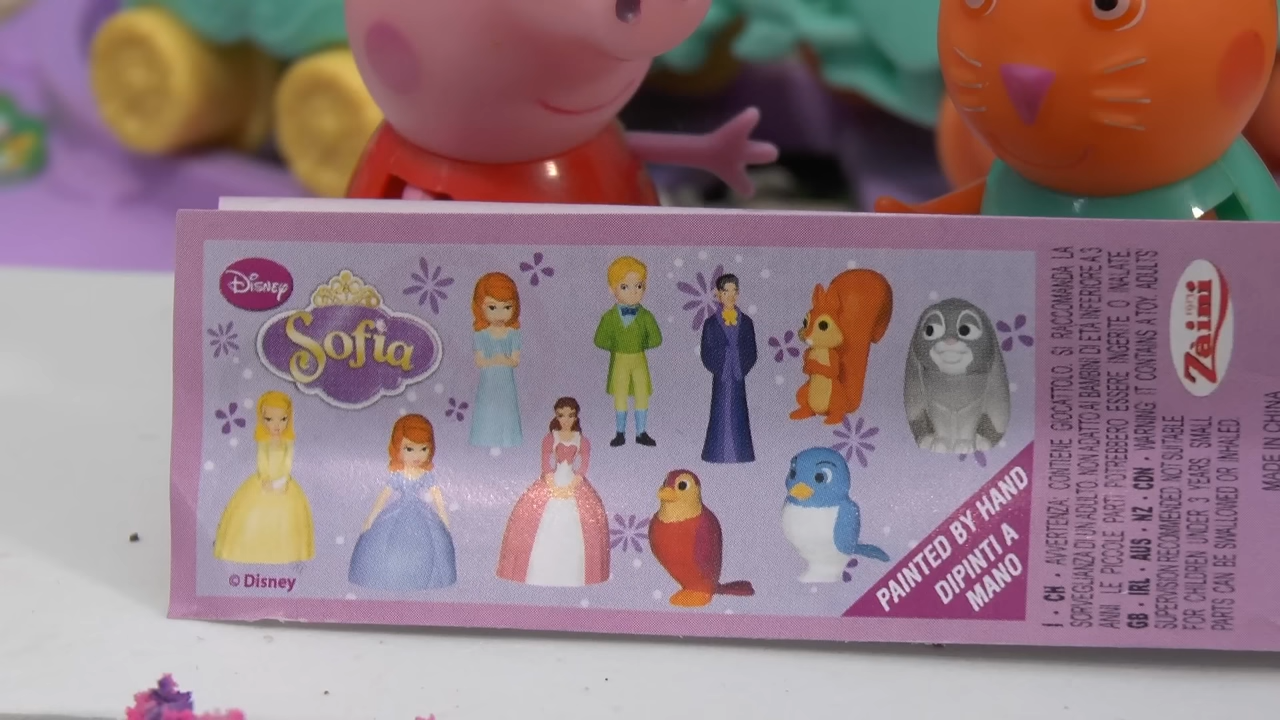 Disney
Sofia
© Disney
PAINTED BY HAND
DIPINTI A
MANO
I • CH • AVVERTENZA: CONTIENE GIOCATTOLO. SI RACCOMANDA LA
SORVEGLIANZA DI UN ADULTO. NON ADATTO A BAMBINI DI ETÀ INFERIORE A 3
ANNI. LE PICCOLE PARTI POTREBBERO ESSERE INGERITE O INALATE.
GB • IRL • AUS • NZ • CDN • WARNING: IT CONTAINS A TOY. ADULTS
SUPERVISION RECOMMENDED. NOT SUITABLE
FOR CHILDREN UNDER 3 YEARS. SMALL
PARTS CAN BE SWALLOWED OR INHALED.
1913
Zàini
MADE IN CHINA